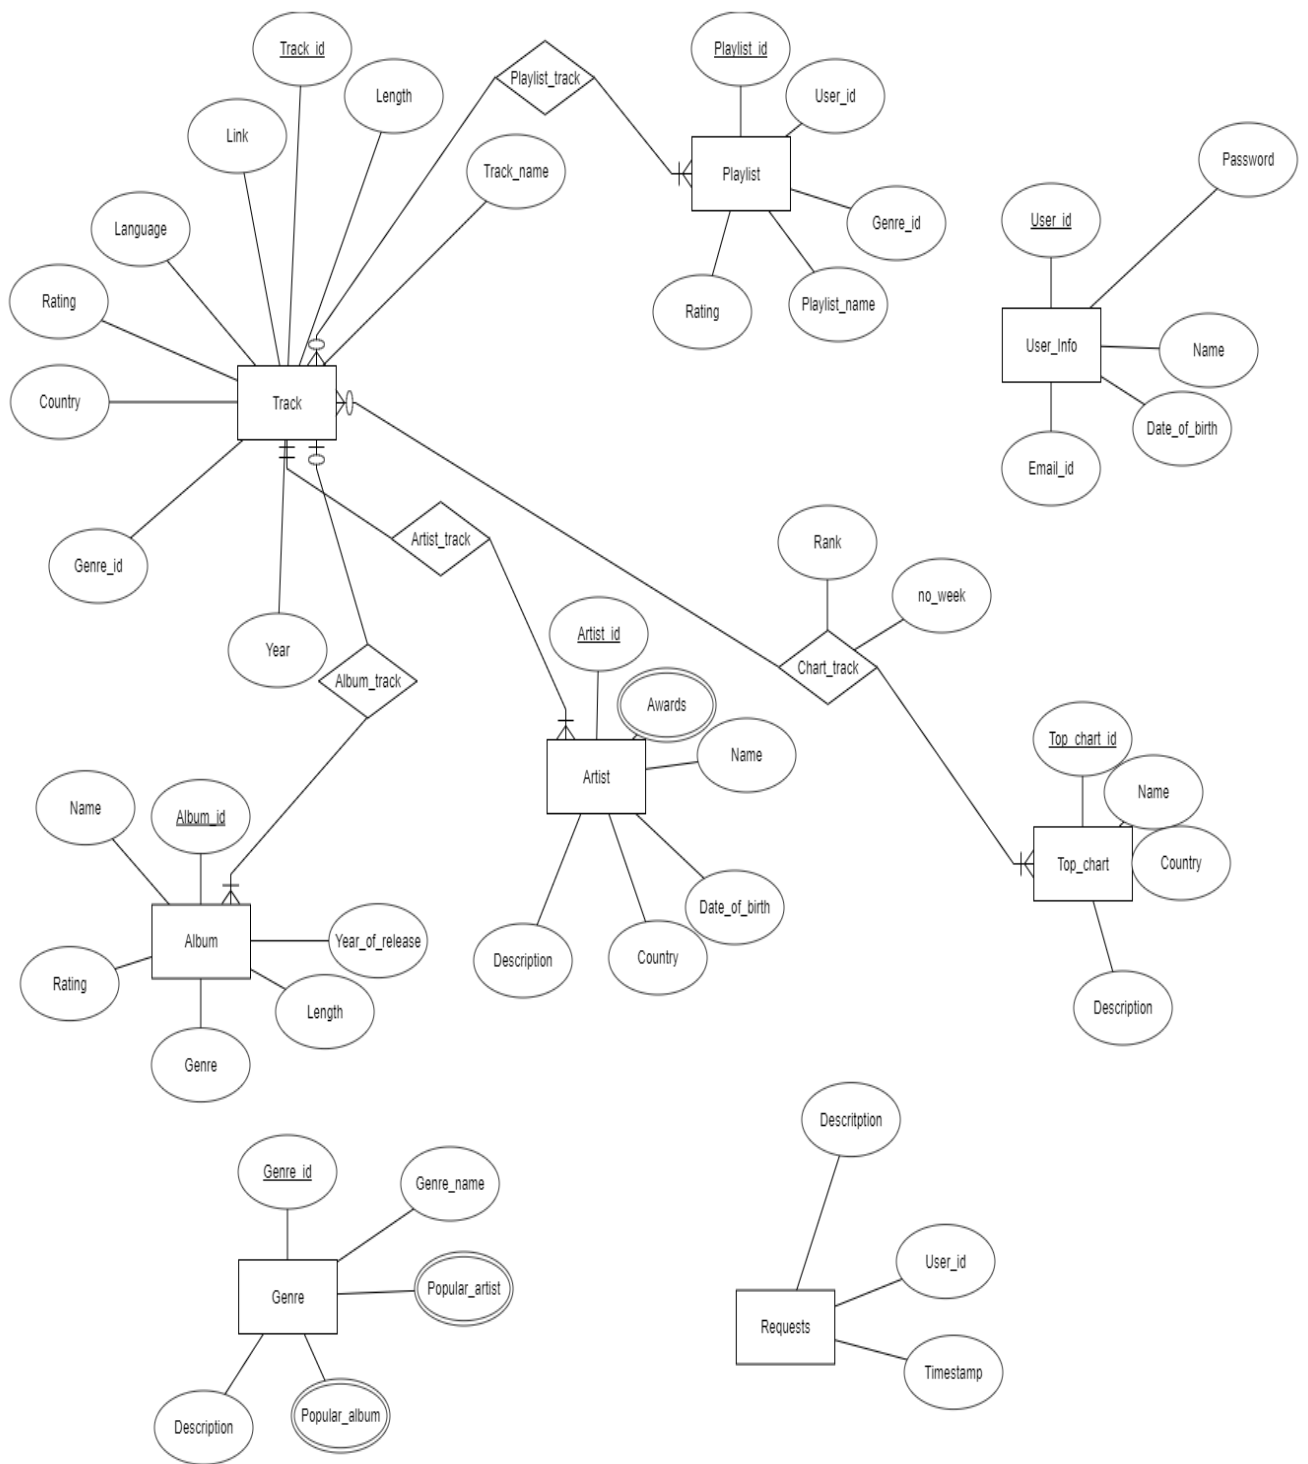 Track_id
Playlist_id
Playlist_track
Length
User_id
Link
Password
Track_name
Playlist
Language
User_id
Genre_id
Rating
Playlist_name
Rating
User_Info
Name
Country
Track
Date_of_birth
Email_id
Artist_track
Rank
Genre_id
no_week
Artist_id
Year
Chart_track
Album_track
Awards
Top_chart_id
Name
Artist
Name
Name
Album_id
Top_chart
Country
Date_of_birth
Album
Year_of_release
Description
Country
Rating
Length
Description
Genre
Descritption
Genre_id
Genre_name
User_id
Popular_artist
Genre
Requests
Timestamp
Description
Popular_album